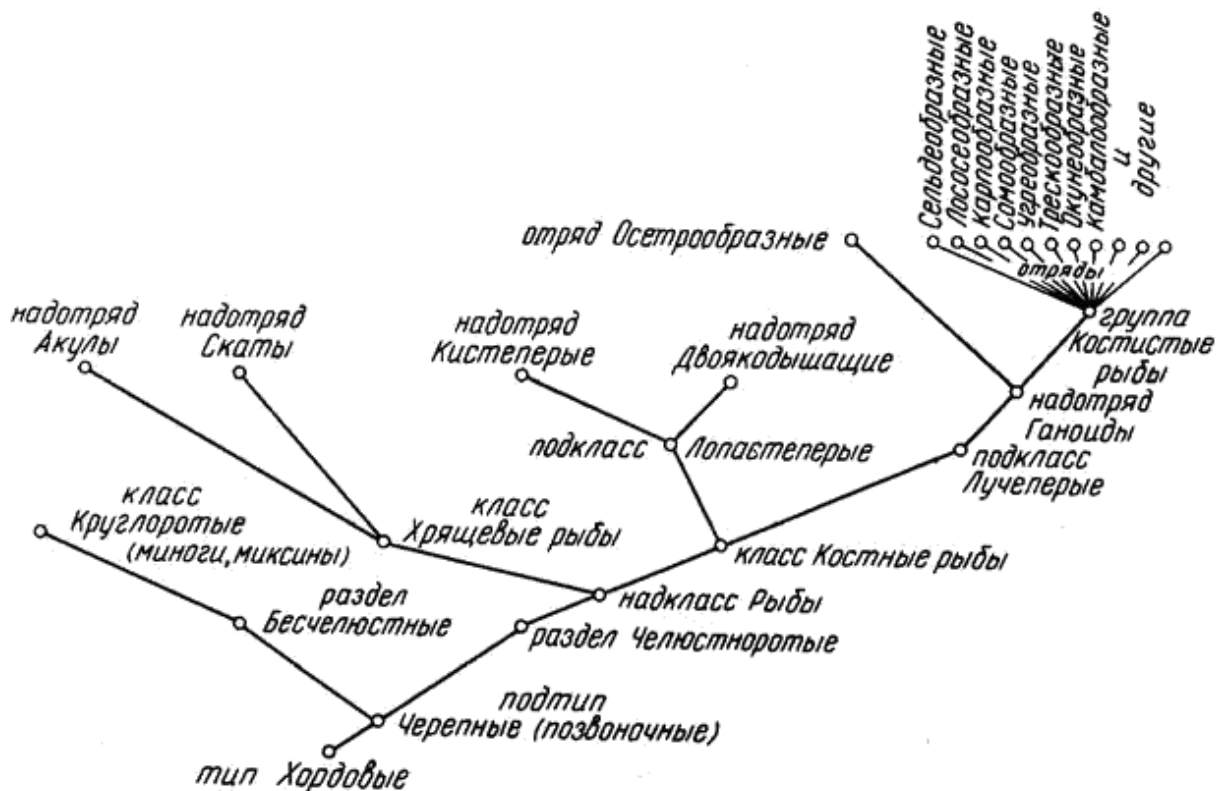 Сельдеобразные
Лососеобразные
Карпообразные
Сомообразные
Угреобразные
Трескообразные
Окунеобразные
Камбалообразные
и
другие
отряд Осетрообразные
отряды
группа
Костистые
рыбы
надотряд
Акулы
надотряд
Скаты
надотряд
Кистеперые
надотряд
Двоякодышащие
надотряд
Ганоиды
подкласс Лопастеперые
подкласс
Лучеперые
класс
Круглоротые
(миноги, миксины)
класс
Хрящевые рыбы
класс Костные рыбы
раздел
Бесчелюстные
надкласс Рыбы
раздел Челюстноротые
подтип
Черепные (позвоночные)
тип Хордовые